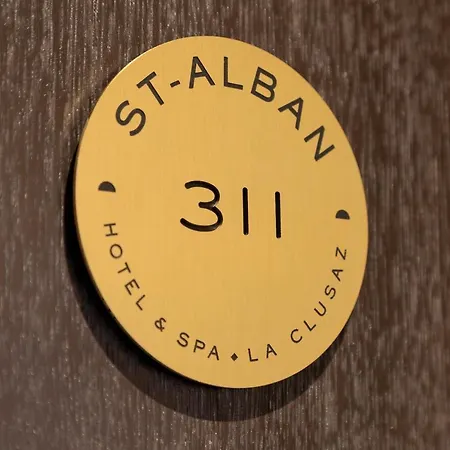 ST-ALBAN
311
HOTEL & SPA ♦ LA CLUSAZ